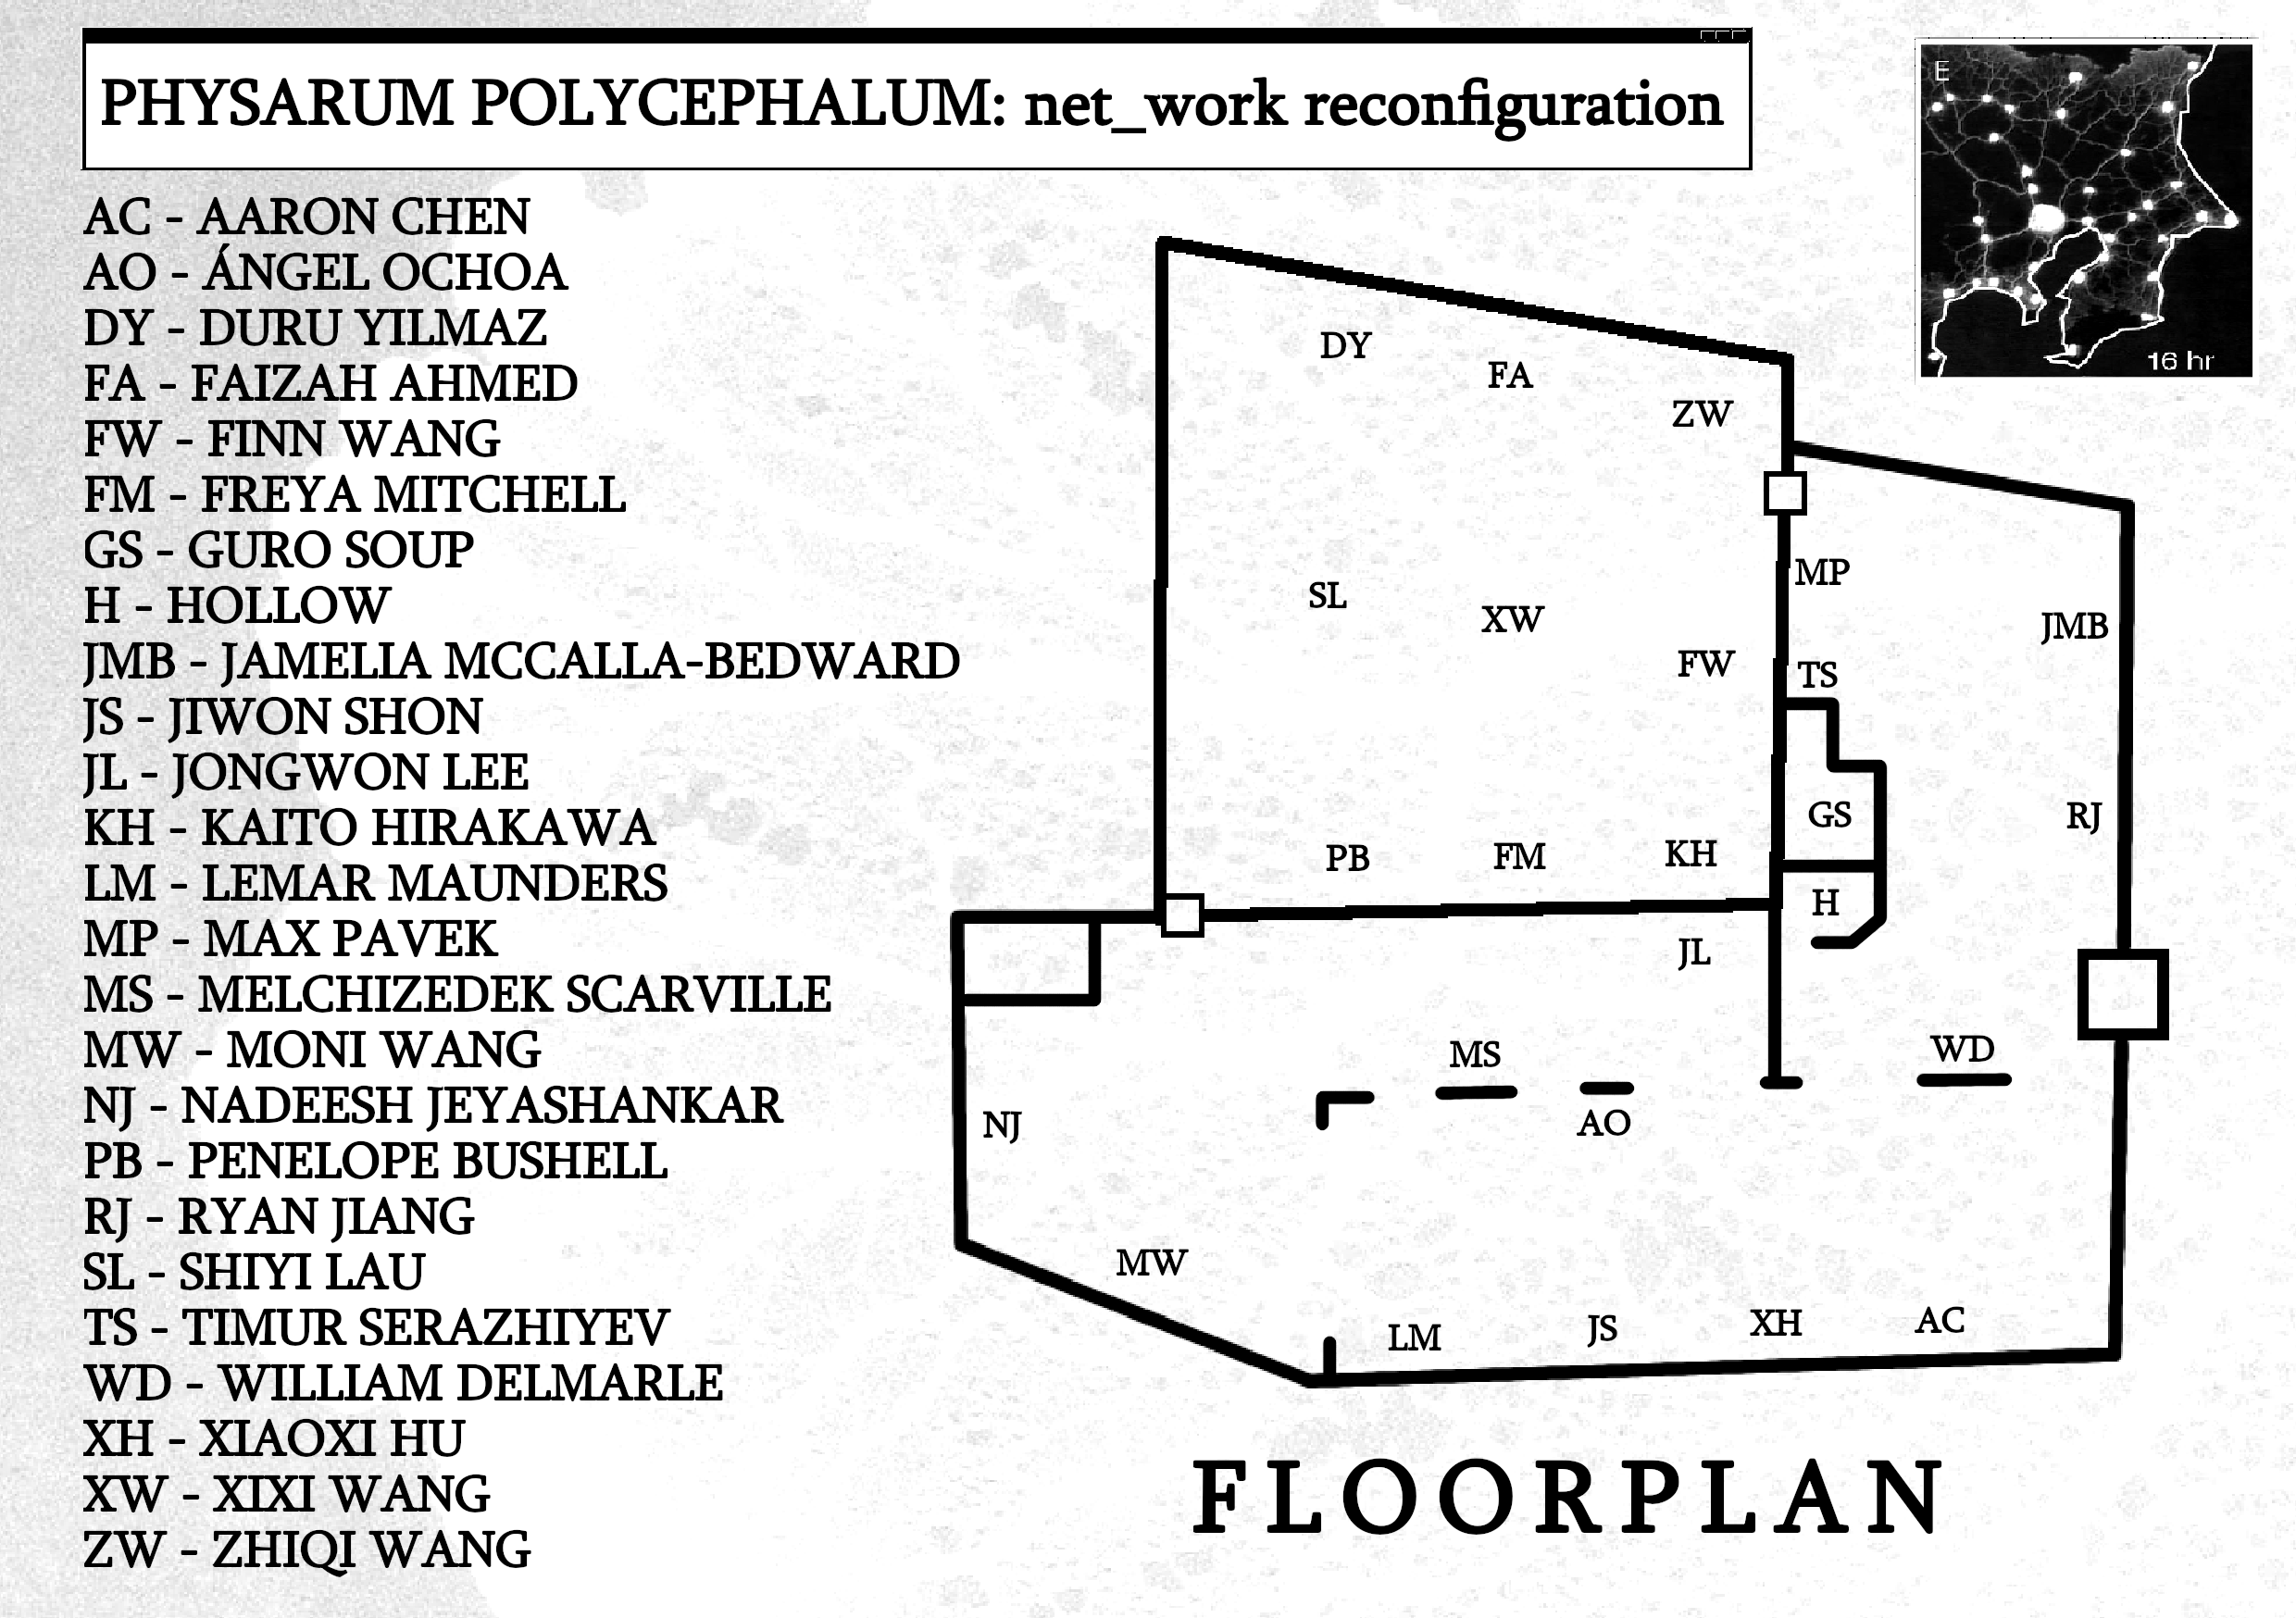 PHYSARUM POLYCEPHALUM: net_work reconfiguration
E
16 hr
AC - AARON CHEN
AO - ÁNGEL OCHOA
DY - DURU YILMAZ
FA - FAIZAH AHMED
FW - FINN WANG
FM - FREYA MITCHELL
GS - GURO SOUP
H - HOLLOW
JMB - JAMELIA MCCALLA-BEDWARD
JS - JIWON SHON
JL - JONGWON LEE
KH - KAITO HIRAKAWA
LM - LEMAR MAUNDERS
MP - MAX PAVEK
MS - MELCHIZEDEK SCARVILLE
MW - MONI WANG
NJ - NADEESH JEYASHANKAR
PB - PENELOPE BUSHELL
RJ - RYAN JIANG
SL - SHIYI LAU
TS - TIMUR SERAZHIYEV
WD - WILLIAM DELMARLE
XH - XIAOXI HU
XW - XIXI WANG
ZW - ZHIQI WANG
DY
FA
ZW
MP
SL
XW
JMB
FW
TS
GS
RJ
PB
FM
KH
H
JL
MS
WD
NJ
AO
MW
LM
JS
XH
AC
FLOORPLAN